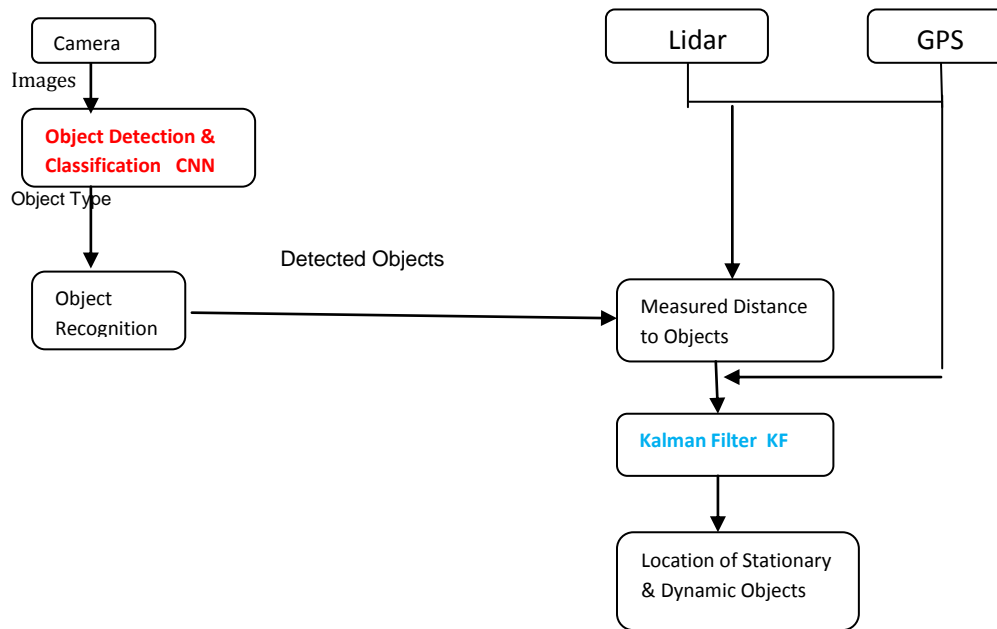 Camera
Lidar
GPS
Images
Object Detection &
Classification CNN
Object Type
Detected Objects
Object
Recognition
Measured Distance
to Objects
Kalman Filter KF
Location of Stationary
& Dynamic Objects